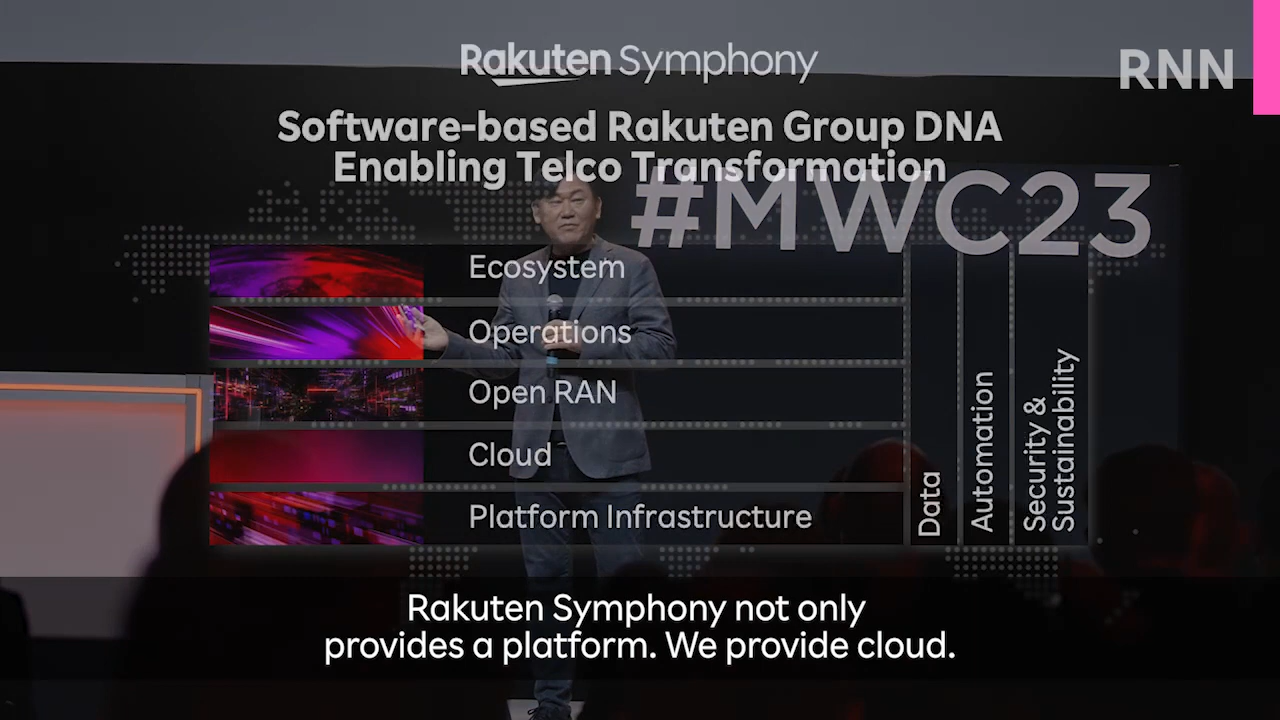 Rakuten Symphony
RNN
Software-based Rakuten Group DNA
Enabling Telco Transformation
#MWC23
Ecosystem
Operations
Open RAN
Cloud
Platform Infrastructure
Data
Automation
Security &
Sustainability
Rakuten Symphony not only
provides a platform. We provide cloud.